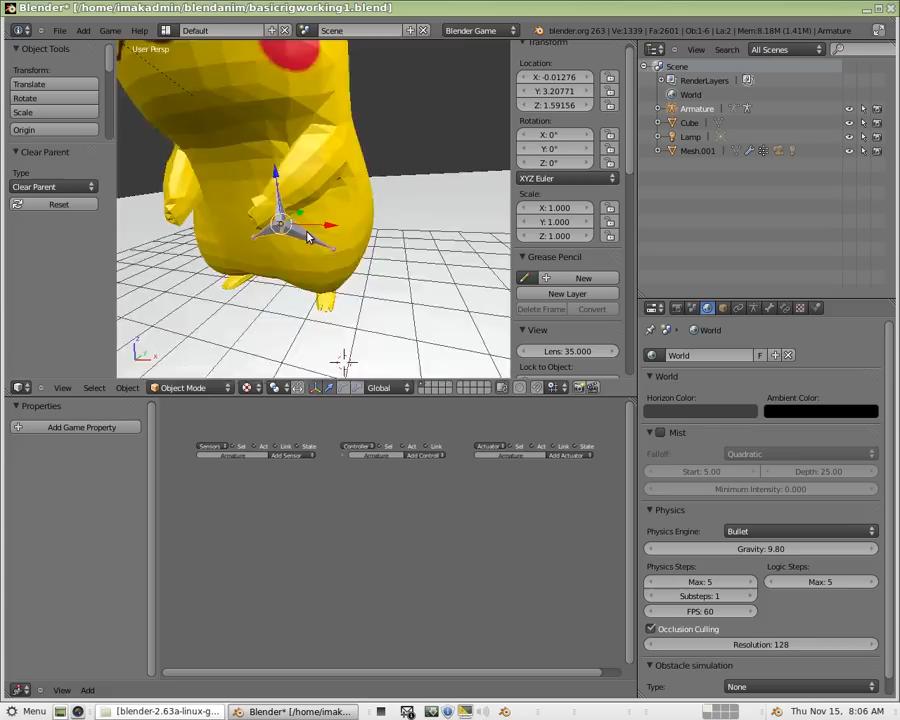 Blender* [/home/imakadmin/blendanim/basicrigworking1.blend]
File Add Game Help Default Scene Blender Game blender.org 263 | Ve:1339 | Fa:2601 | Ob:1-6 | La:2 | Mem:8.18M (1.41M) | Armature
Object Tools
Transform:
Translate
Rotate
Scale
Origin
Clear Parent
Type
Clear Parent
Reset
User Persp
z
y
x
View Select Object Object Mode Global
Transform
Location:
X: -0.01276
Y: 3.20771
Z: 1.59156
Rotation:
X: 0°
Y: 0°
Z: 0°
XYZ Euler
Scale:
X: 1.000
Y: 1.000
Z: 1.000
Grease Pencil
New
New Layer
Delete Frame Convert
View
Lens: 35.000
Lock to Object:
View Search All Scenes
Scene
RenderLayers
World
Armature
Cube
Lamp
Mesh.001
World
World F
World
Horizon Color: Ambient Color:
Mist
Falloff: Quadratic
Start: 5.00 Depth: 25.00
Minimum Intensity: 0.000
Physics
Physics Engine: Bullet
Gravity: 9.80
Physics Steps: Logic Steps:
Max: 5 Max: 5
Substeps: 1
FPS: 60
Occlusion Culling
Resolution: 128
Obstacle simulation
Type: None
Properties
Add Game Property
Sensors Sel Act Link State Controller Sel Act Link Actuator Sel Act Link State
Armature Add Sensor Armature Add Control Armature Add Actuator
View Add
Menu [blender-2.63a-linux-g... Blender* [/home/imak... Thu Nov 15, 8:06 AM